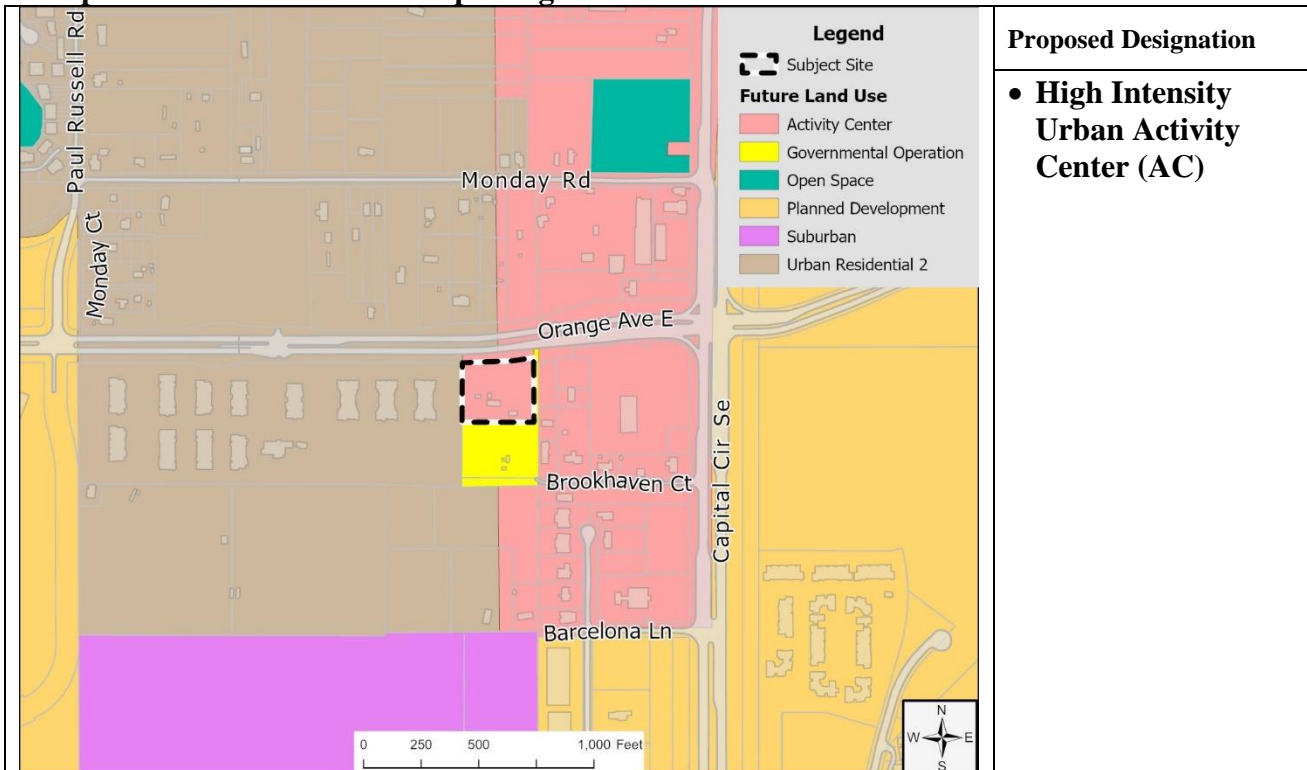 Proposed Designation
• High Intensity
Urban Activity
Center (AC)
Legend
Subject Site
Future Land Use
Activity Center
Governmental Operation
Open Space
Planned Development
Suburban
Urban Residential 2
Paul Russell Rd
Monday Ct
Monday Rd
Orange Ave E
Capital Cir Se
Brookhaven Ct
Barcelona Ln
0 250 500 1,000 Feet
N
W E
S